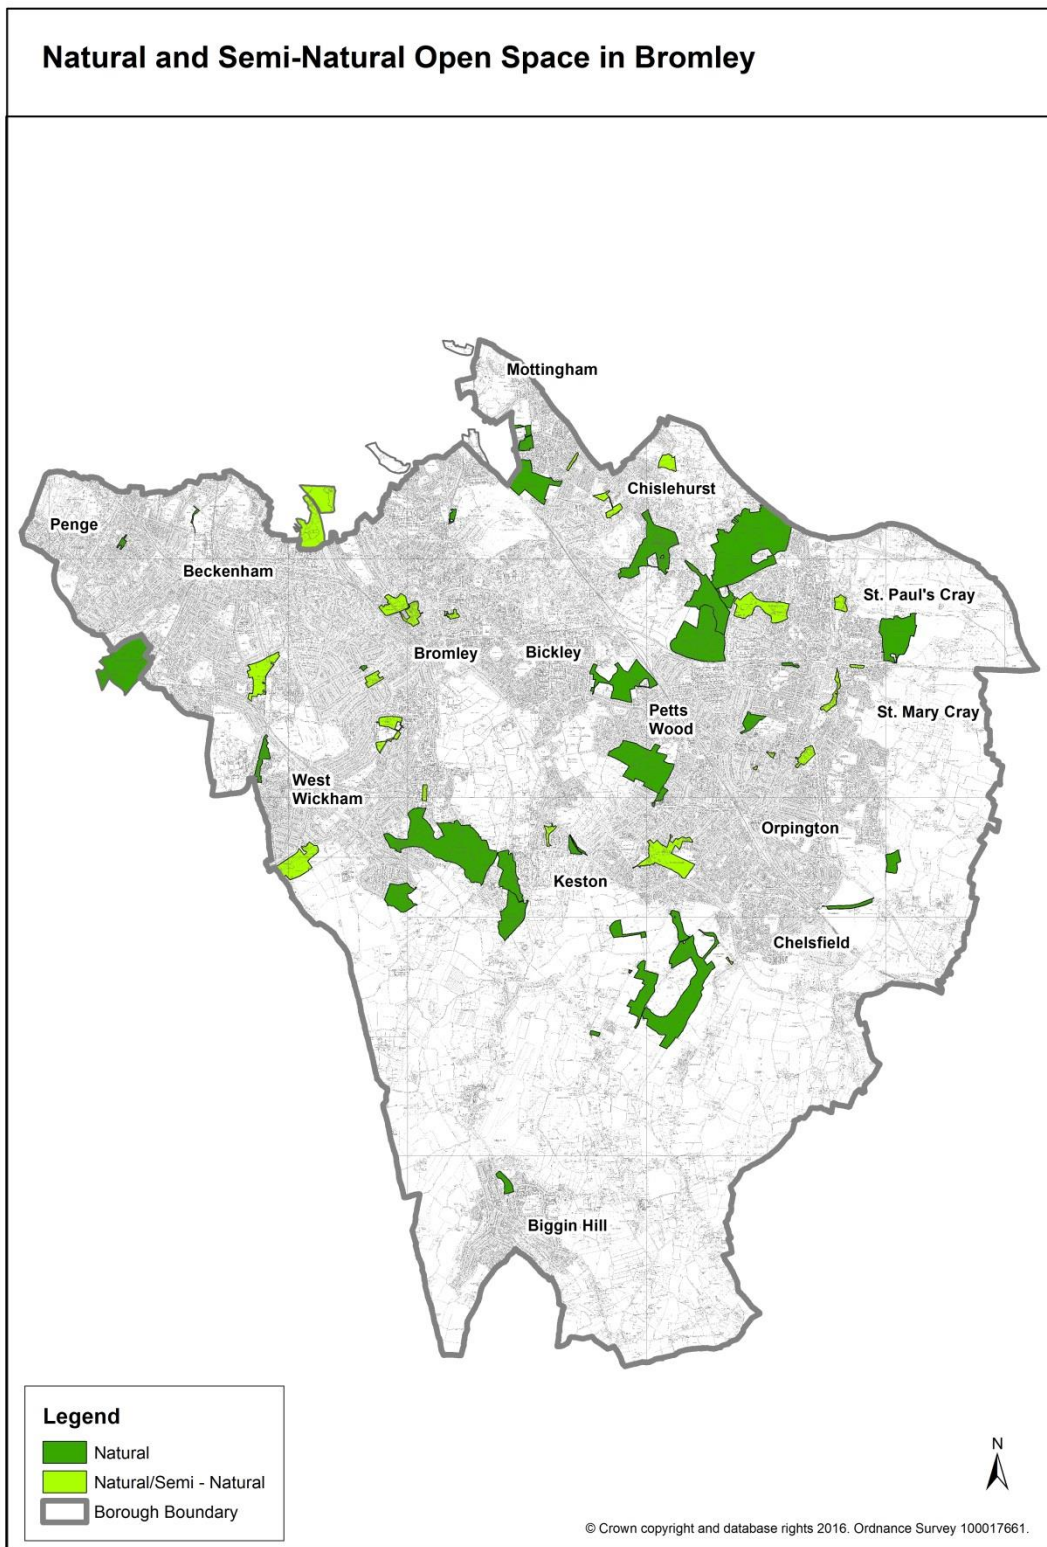 Natural and Semi-Natural Open Space in Bromley
Mottingham
Chislehurst
Penge
Beckenham
St. Paul's Cray
Bromley
Bickley
Petts
Wood
St. Mary Cray
West
Wickham
Orpington
Keston
Chelsfield
Biggin Hill
Legend
Natural
Natural/Semi - Natural
Borough Boundary
N
© Crown copyright and database rights 2016. Ordnance Survey 100017661.